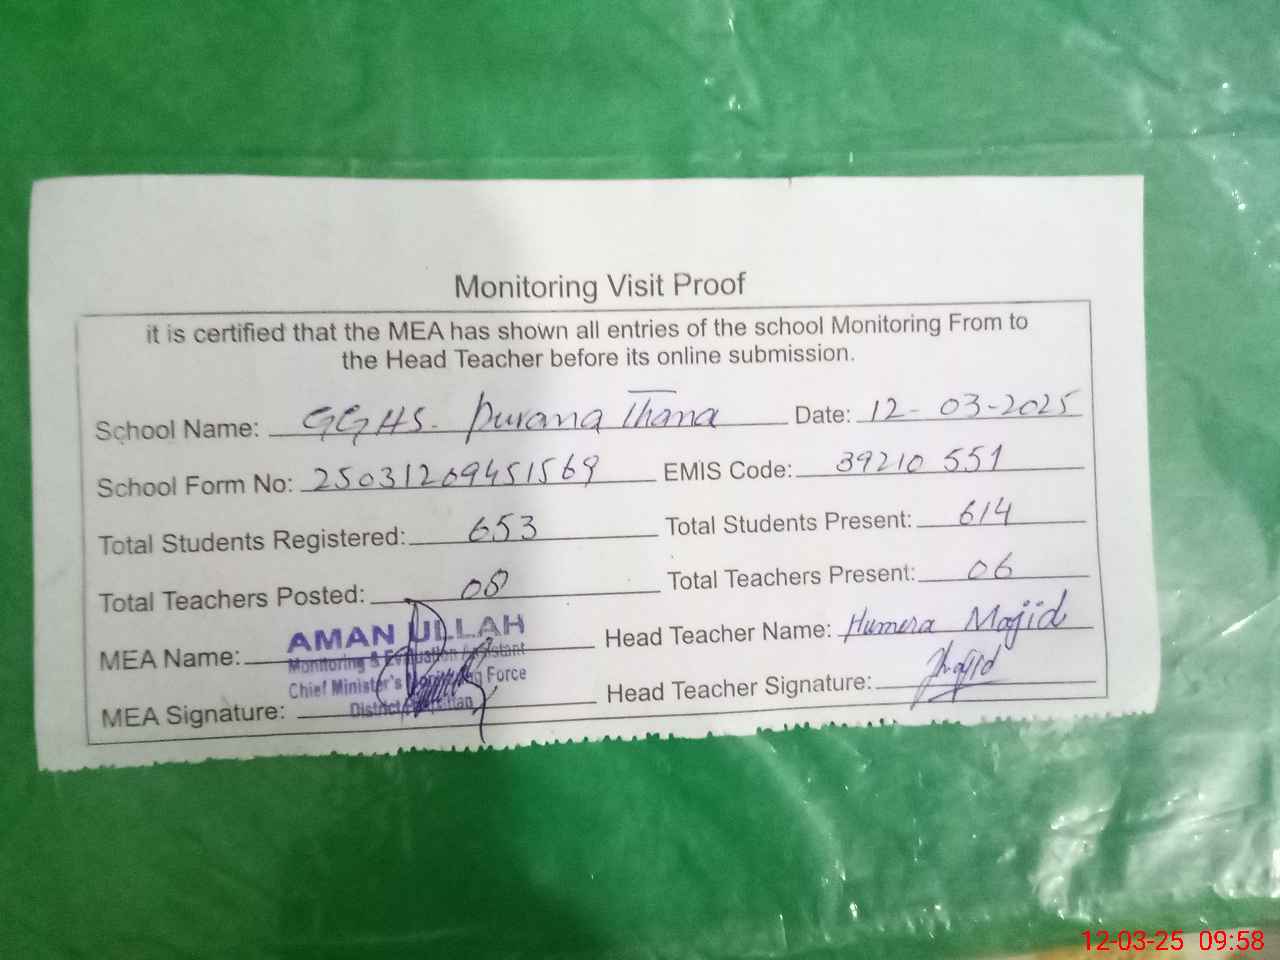 Monitoring Visit Proof
it is certified that the MEA has shown all entries of the school Monitoring From to
the Head Teacher before its online submission.
School Name: GGHS. Purana Thana Date: 12-03-2025
School Form No: 25031209451569 EMIS Code: 39210 551
Total Students Registered: 653 Total Students Present: 614
Total Teachers Posted: 08 Total Teachers Present: 06
MEA Name: AMAN ULLAH Head Teacher Name: Humera Majid
Monitoring & Evaluation Assistant
Chief Minister's Monitoring Force
MEA Signature: District Head Teacher Signature: Majid
12-03-25 09:58